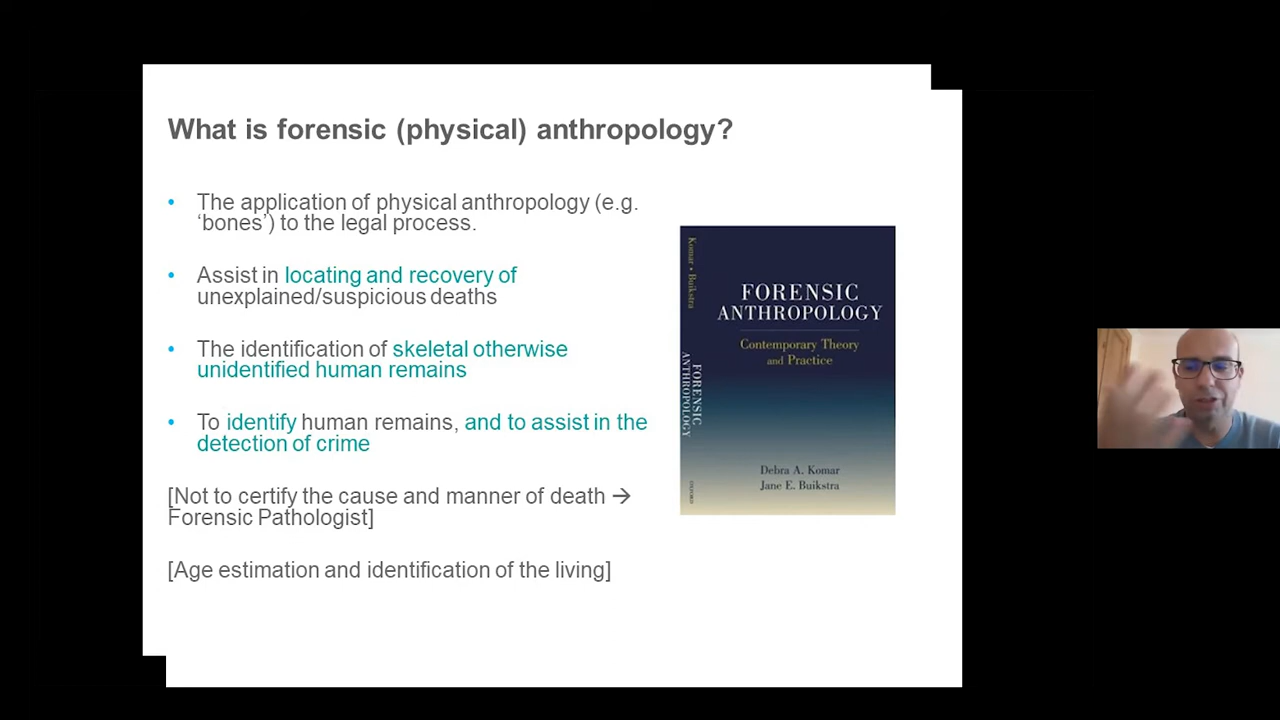 What is forensic (physical) anthropology?
• The application of physical anthropology (e.g.
‘bones’) to the legal process.
• Assist in locating and recovery of
unexplained/suspicious deaths
• The identification of skeletal otherwise
unidentified human remains
• To identify human remains, and to assist in the
detection of crime
[Not to certify the cause and manner of death →
Forensic Pathologist]
[Age estimation and identification of the living]
Komar • Buikstra
FORENSIC
ANTHROPOLOGY
OXFORD
FORENSIC
ANTHROPOLOGY
Contemporary Theory
and Practice
Debra A. Komar
Jane E. Buikstra